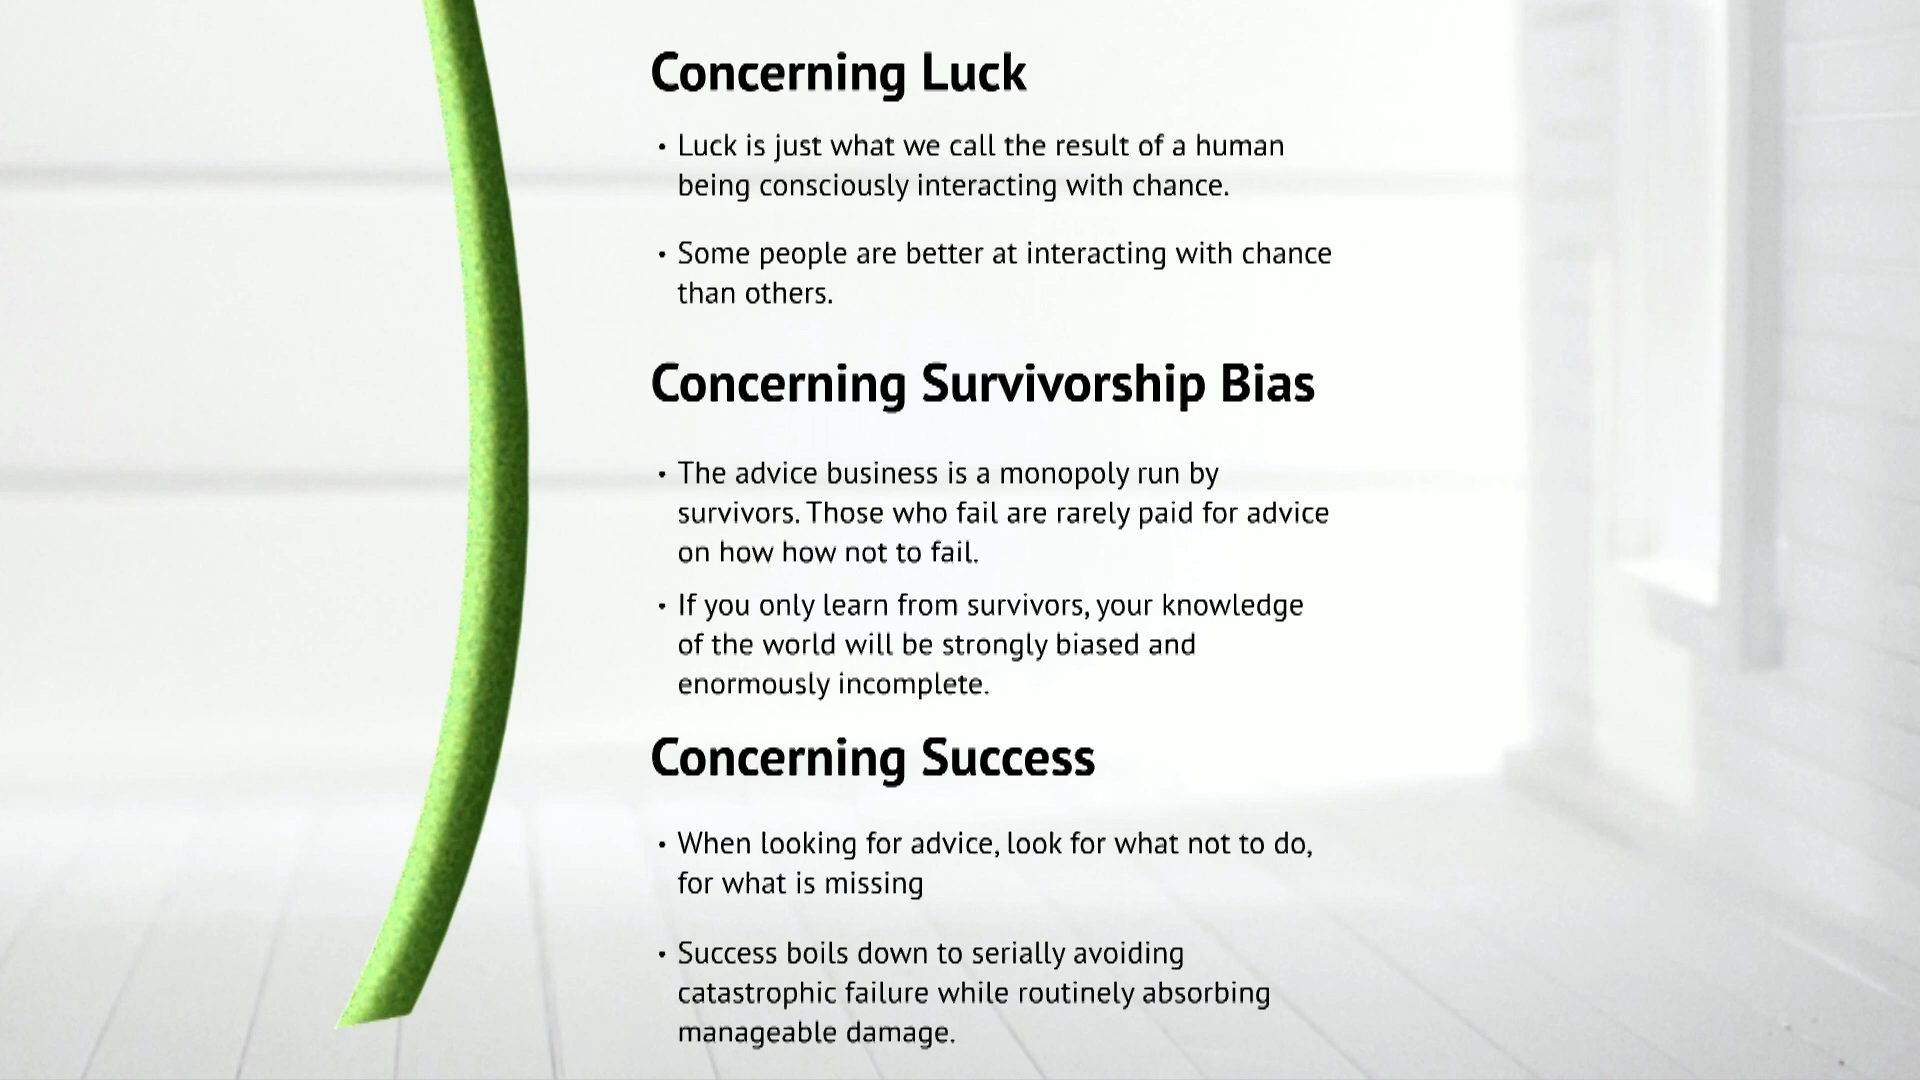 Concerning Luck
• Luck is just what we call the result of a human
being consciously interacting with chance.
• Some people are better at interacting with chance
than others.
Concerning Survivorship Bias
• The advice business is a monopoly run by
survivors. Those who fail are rarely paid for advice
on how how not to fail.
• If you only learn from survivors, your knowledge
of the world will be strongly biased and
enormously incomplete.
Concerning Success
• When looking for advice, look for what not to do,
for what is missing
• Success boils down to serially avoiding
catastrophic failure while routinely absorbing
manageable damage.